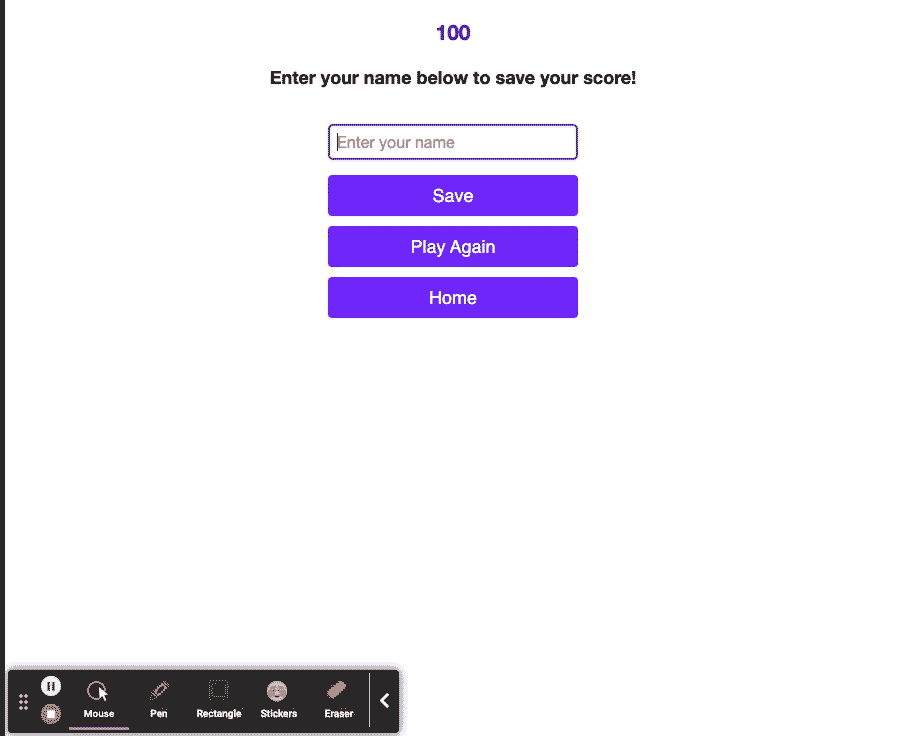 100
Enter your name below to save your score!
Enter your name
Save
Play Again
Home
Mouse Pen Rectangle Stickers Eraser